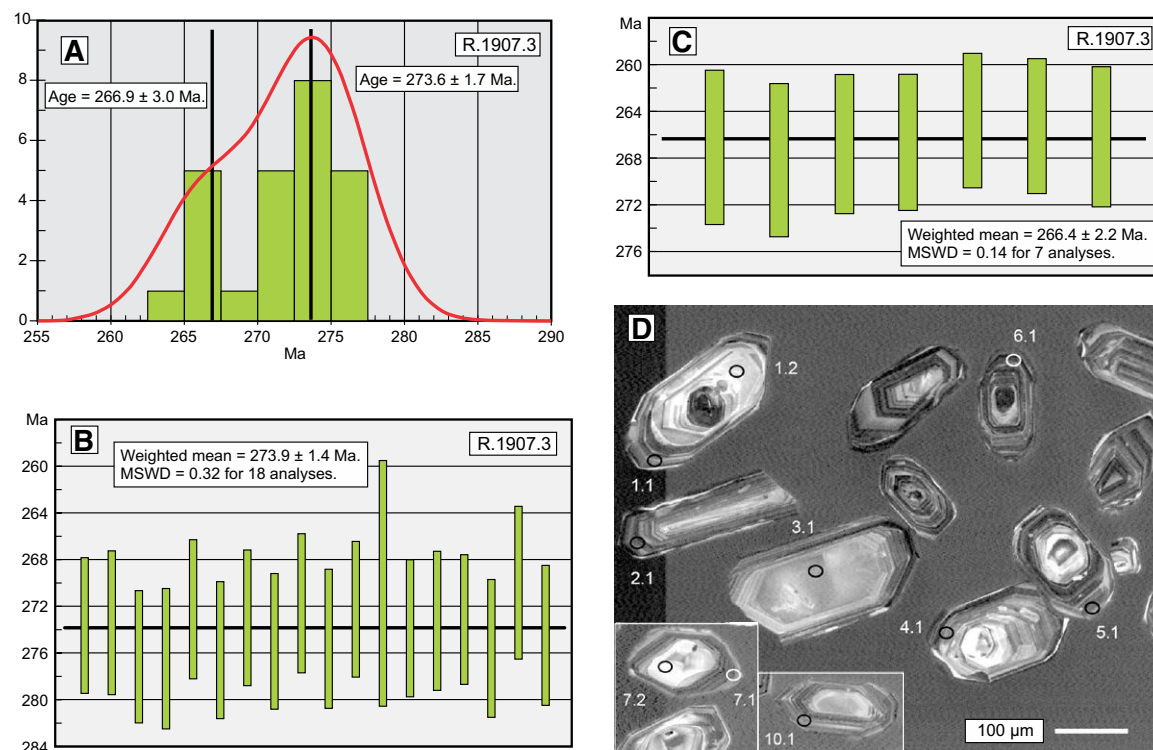 A
R.1907.3
Age = 266.9 ± 3.0 Ma.
Age = 273.6 ± 1.7 Ma.
10
8
6
4
2
0
255 260 265 270 275 280 285 290
Ma
Ma
B
Weighted mean = 273.9 ± 1.4 Ma.
MSWD = 0.32 for 18 analyses.
R.1907.3
260
264
268
272
276
280
284
Ma
C
R.1907.3
260
264
268
272
276
Weighted mean = 266.4 ± 2.2 Ma.
MSWD = 0.14 for 7 analyses.
D
6.1
1.2
1.1
3.1
2.1
4.1
5.1
7.2
7.1
10.1
100 µm